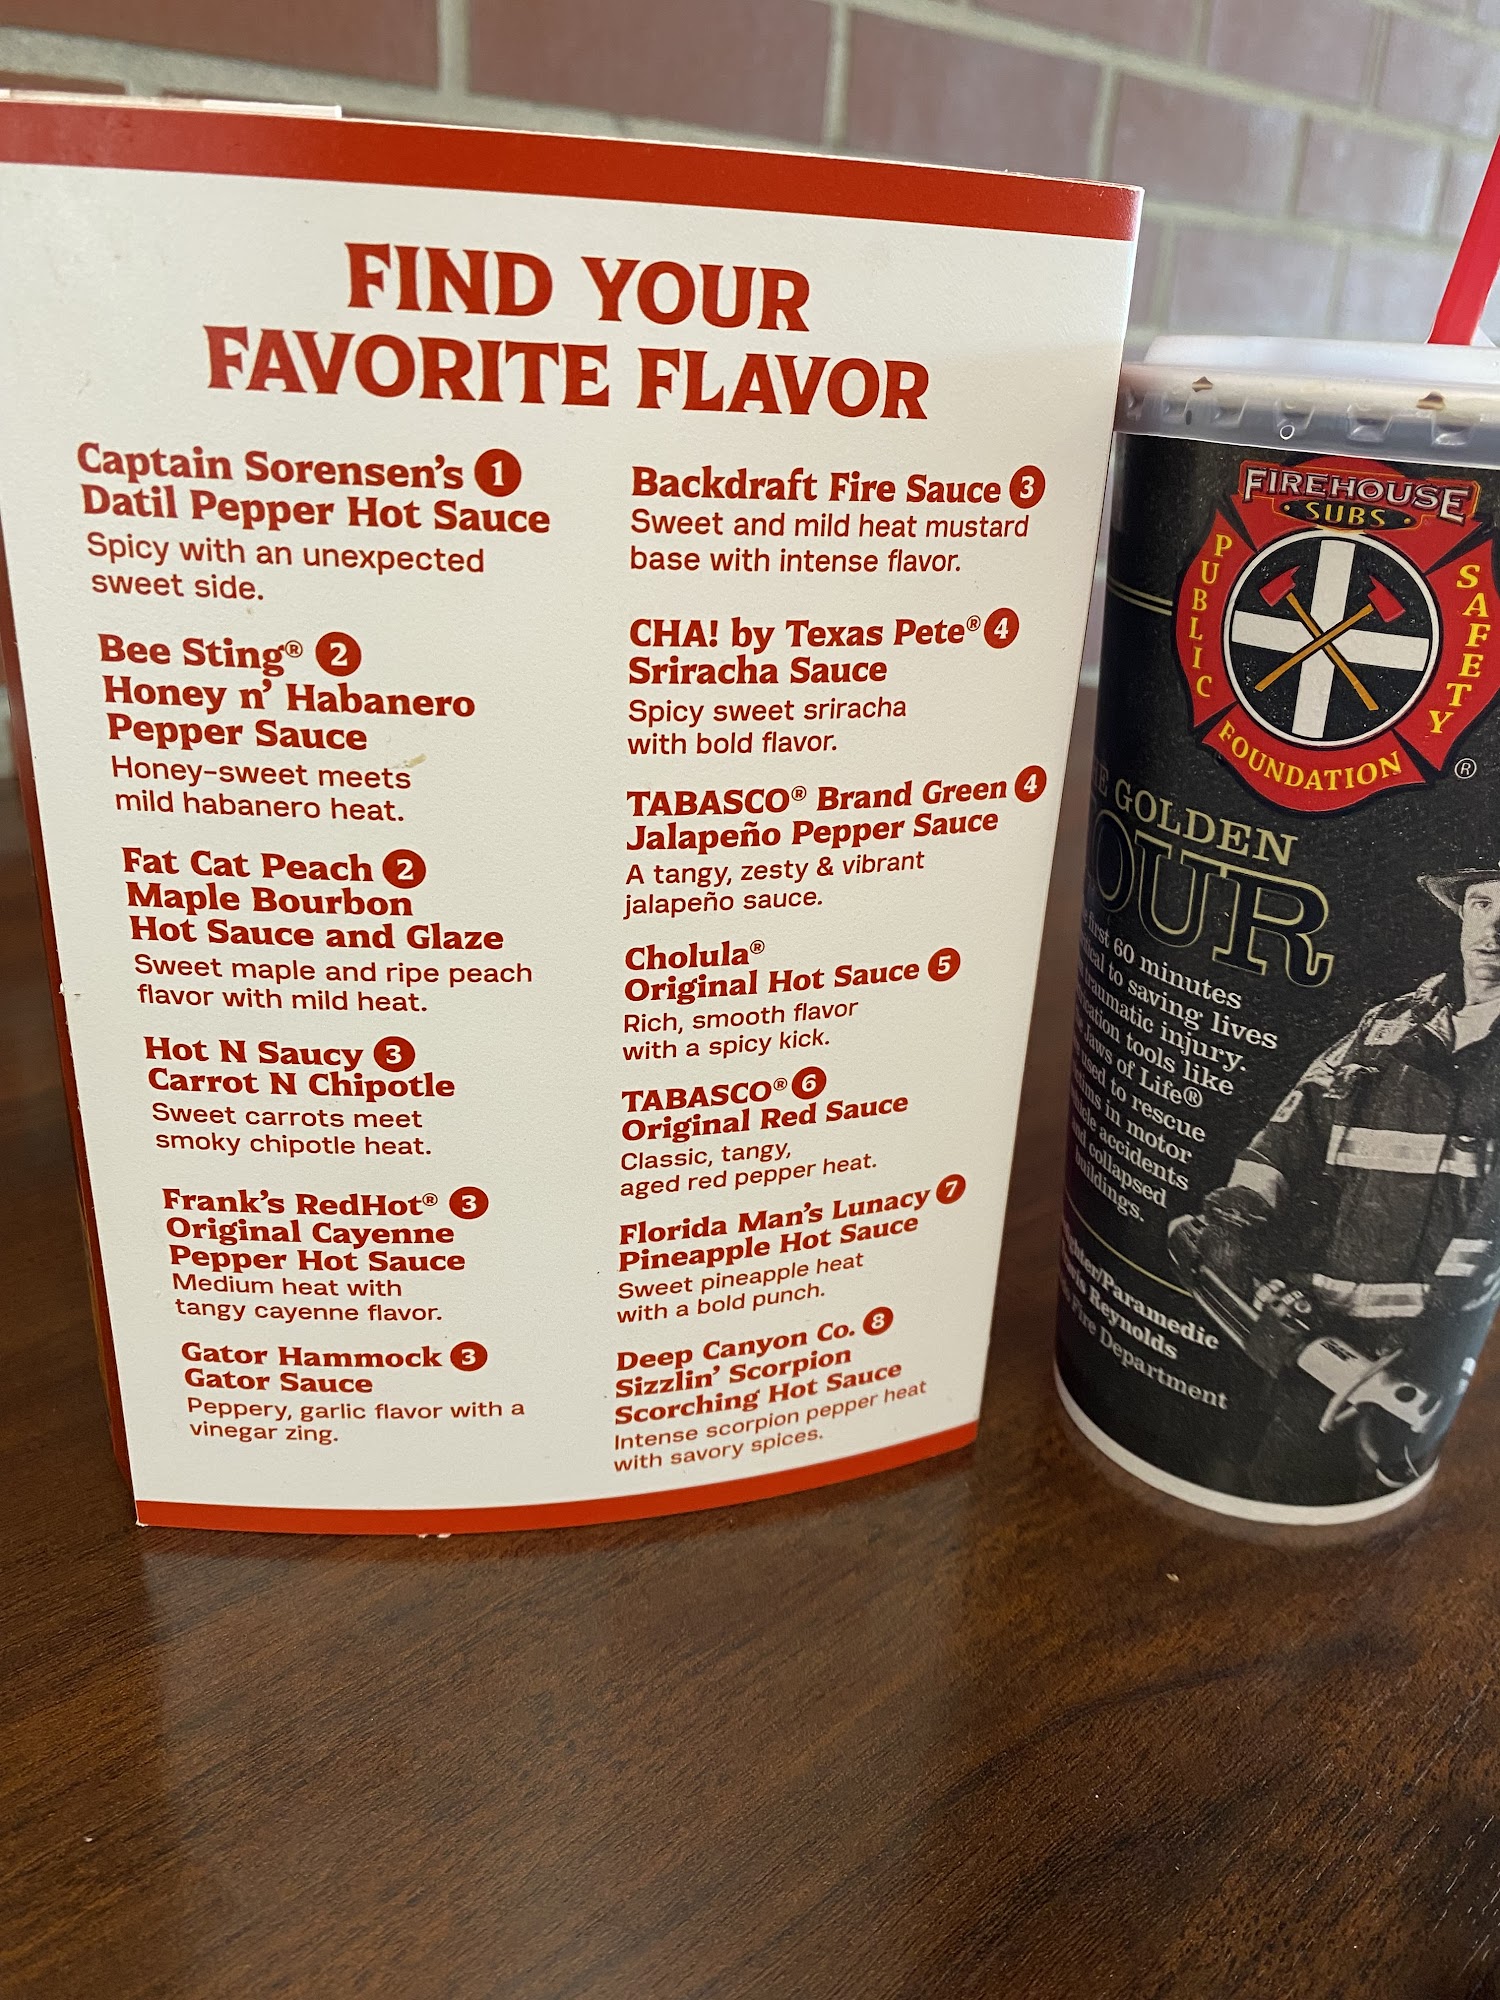 FIND YOUR
FAVORITE FLAVOR
Captain Sorensen's 1
Datil Pepper Hot Sauce
Spicy with an unexpected
sweet side.
Bee Sting® 2
Honey n' Habanero
Pepper Sauce
Honey-sweet meets
mild habanero heat.
Fat Cat Peach 2
Maple Bourbon
Hot Sauce and Glaze
Sweet maple and ripe peach
flavor with mild heat.
Hot N Saucy 3
Carrot N Chipotle
Sweet carrots meet
smoky chipotle heat.
Frank's RedHot® 3
Original Cayenne
Pepper Hot Sauce
Medium heat with
tangy cayenne flavor.
Gator Hammock 3
Gator Sauce
Peppery, garlic flavor with a
vinegar zing.
Backdraft Fire Sauce 3
Sweet and mild heat mustard
base with intense flavor.
CHA! by Texas Pete® 4
Sriracha Sauce
Spicy sweet sriracha
with bold flavor.
TABASCO® Brand Green 4
Jalapeño Pepper Sauce
A tangy, zesty & vibrant
jalapeño sauce.
Cholula®
Original Hot Sauce 5
Rich, smooth flavor
with a spicy kick.
TABASCO® 6
Original Red Sauce
Classic, tangy,
aged red pepper heat.
Florida Man's Lunacy 7
Pineapple Hot Sauce
Sweet pineapple heat
with a bold punch.
Deep Canyon Co. 8
Sizzlin' Scorpion
Scorching Hot Sauce
Intense scorpion pepper heat
with savory spices.
FIREHOUSE
SUBS
PUBLIC
SAFETY
FOUNDATION
®
GOLDEN
OUR
first 60 minutes
to saving lives
traumatic injury.
tools like
Jaws of Life®
used to rescue
in motor
accidents
and collapsed
buildings.
/Paramedic
Reynolds
Fire Department